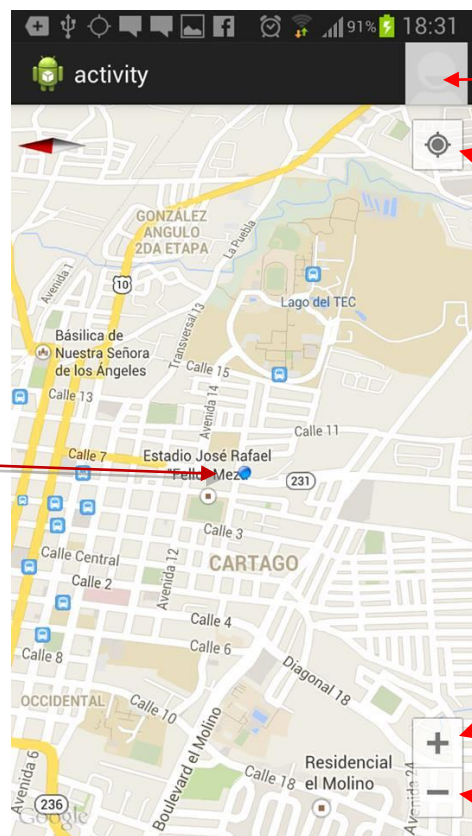 91% 18:31
activity
GONZÁLEZ
ANGULO
2DA ETAPA
La Puebla
Avenida 1
10
Lago del TEC
Transversal 13
Básilica de
Nuestra Señora
de los Ángeles
Calle 15
Calle 13
Avenida 14
Calle 11
Calle 7
Estadio José Rafael
"Fello" Meza
231
Calle 3
Calle Central
CARTAGO
Calle 2
Avenida 12
Calle 4
Calle 6
Calle 8
Diagonal 18
OCCIDENTAL
Calle 10
Boulevard el Molino
Avenida 6
Residencial
el Molino
Calle 18
Avenida 24
236
Google